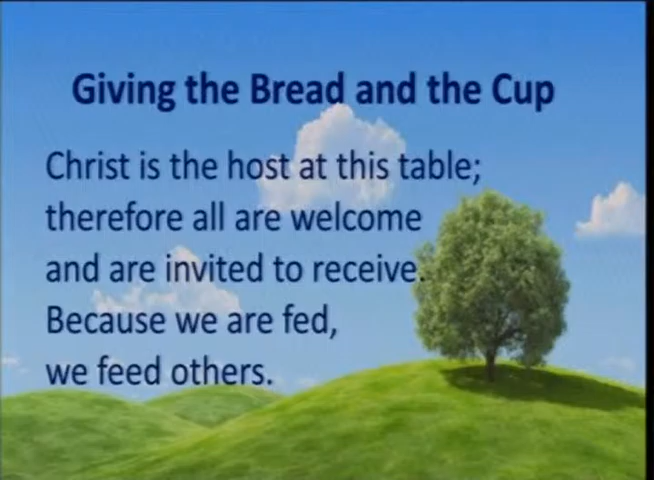 Giving the Bread and the Cup
Christ is the host at this table;
therefore all are welcome
and are invited to receive.
Because we are fed,
we feed others.